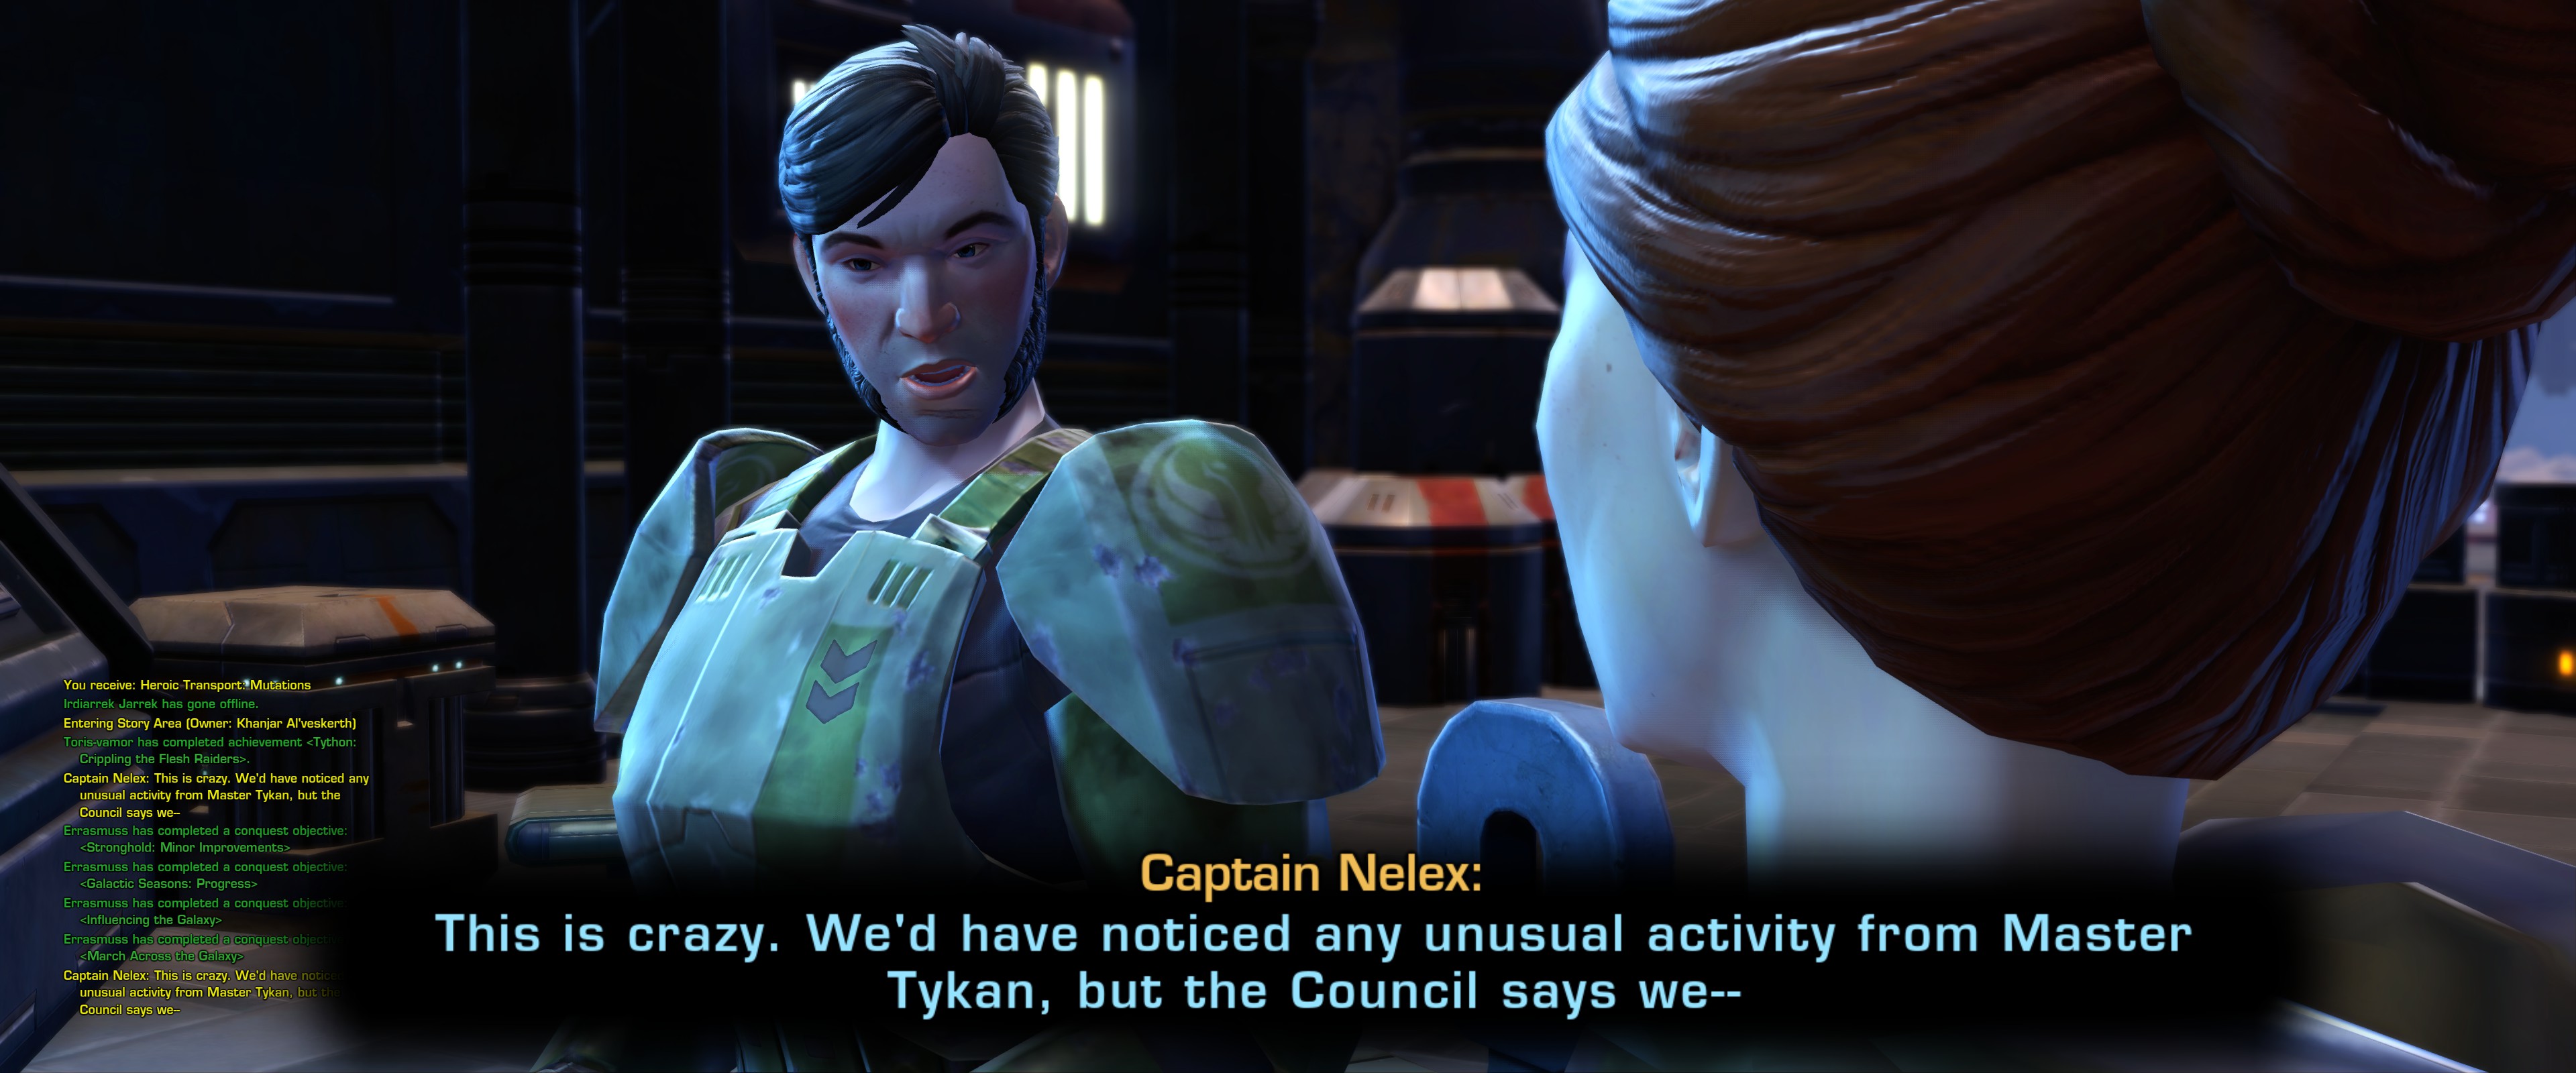 You receive: Heroic Transport: Mutations
Irdiarrek Jarrek has gone offline.
Entering Story Area (Owner: Khanjar Al'veskerth)
Toris-vamor has completed achievement <Tython:
Crippling the Flesh Raiders>.
Captain Nelex: This is crazy. We'd have noticed any
unusual activity from Master Tykan, but the
Council says we--
Errasmuss has completed a conquest objective:
<Stronghold: Minor Improvements>
Errasmuss has completed a conquest objective:
<Galactic Seasons: Progress>
Errasmuss has completed a conquest objective
<Influencing the Galaxy>
Errasmuss has completed a conquest objective
<March Across the Galaxy>
Captain Nelex: This is crazy. We'd have notice
unusual activity from Master Tykan, but the
Council says we--
Captain Nelex:
This is crazy. We'd have noticed any unusual activity from Master
Tykan, but the Council says we--